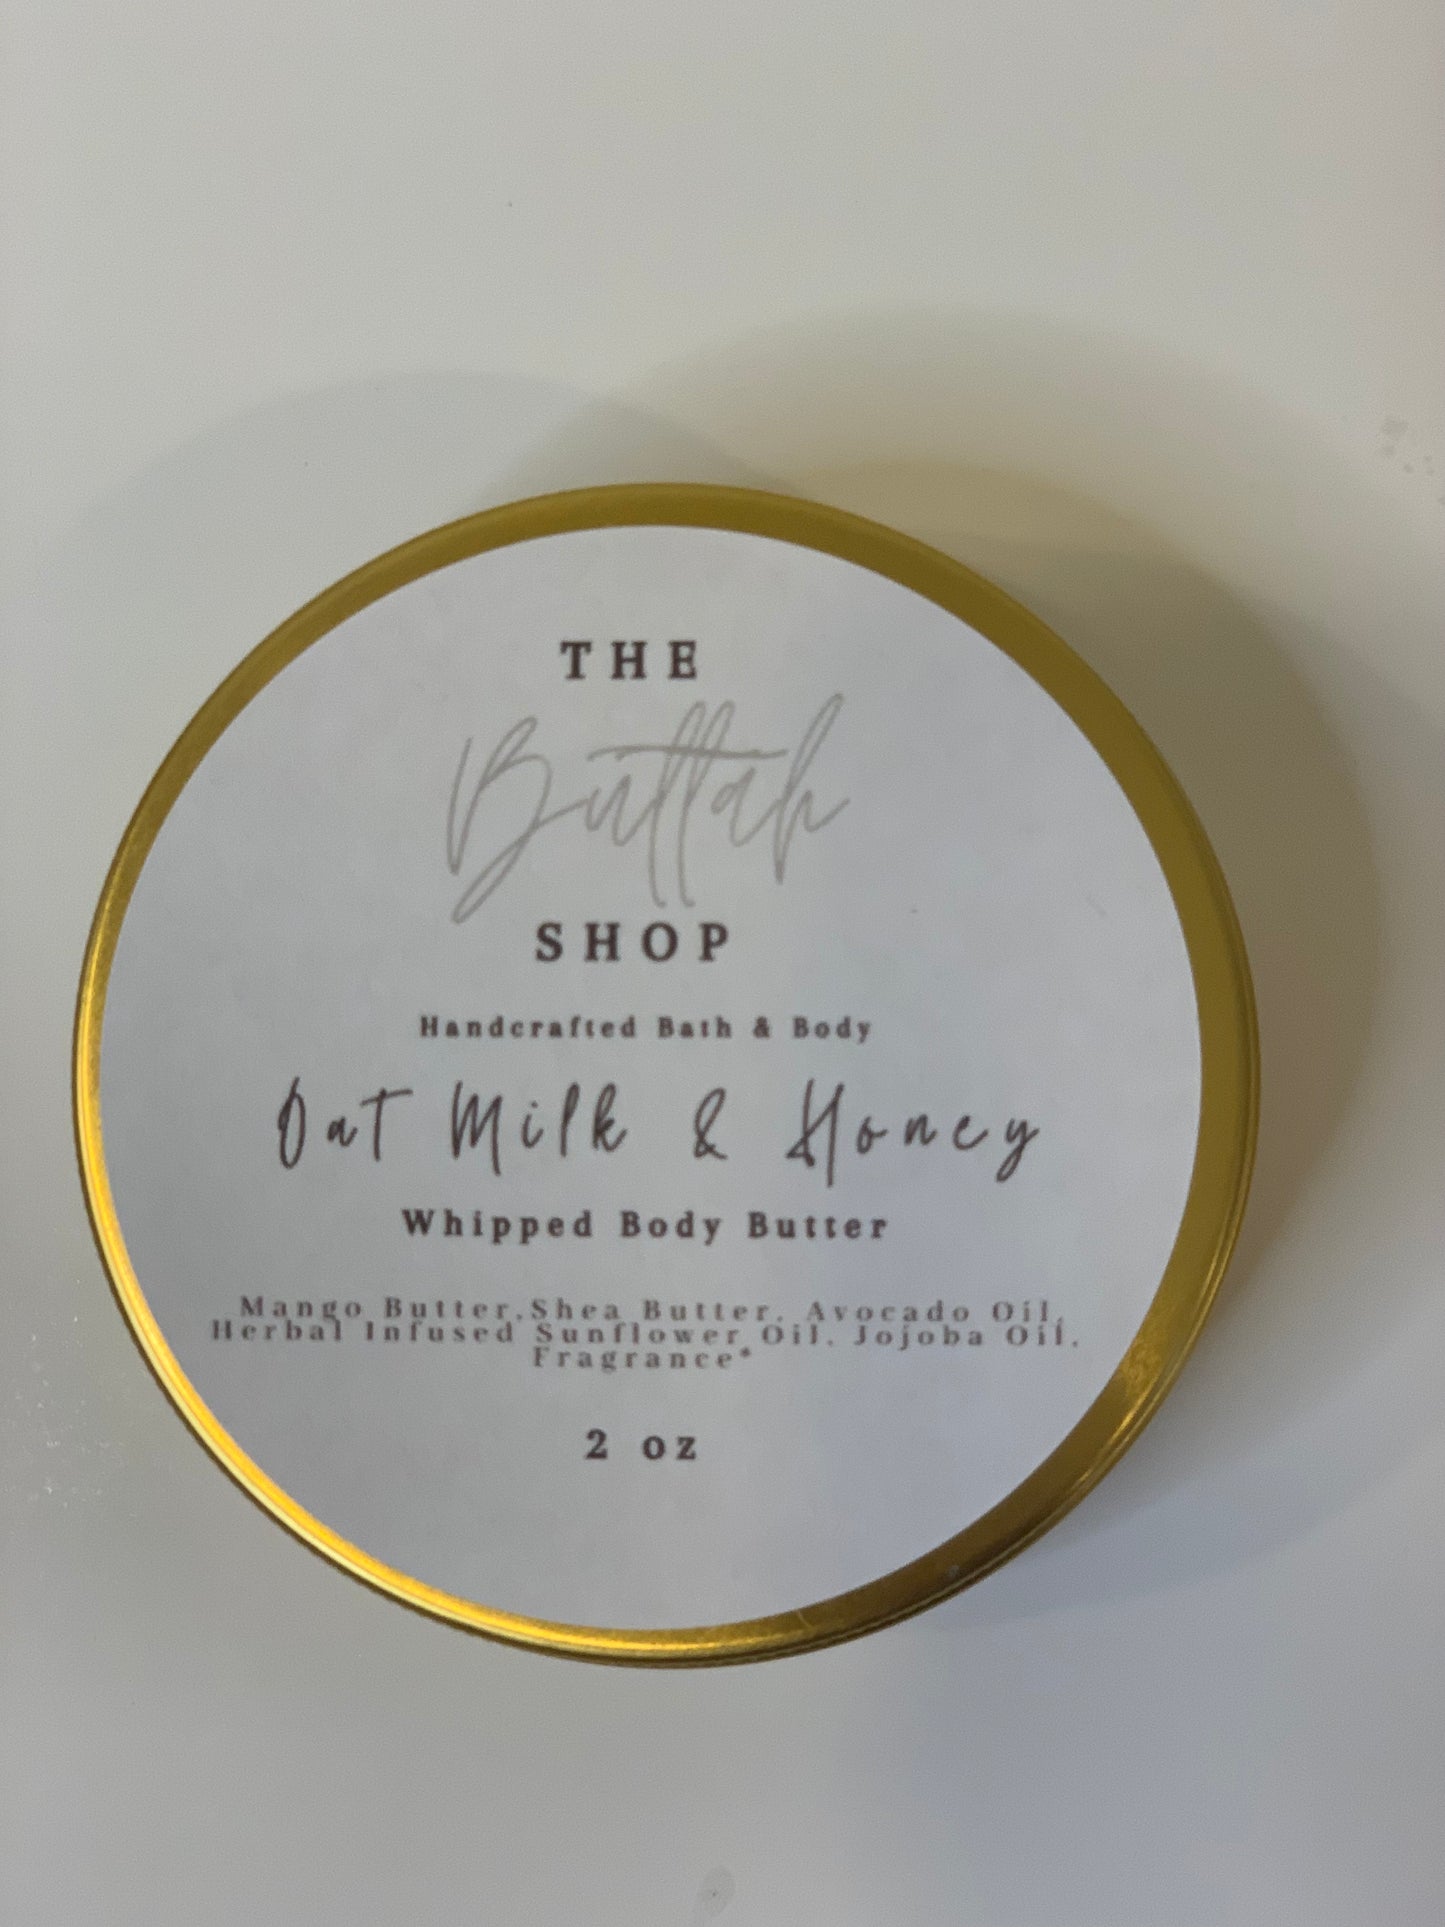 THE
Buttah
SHOP
Handcrafted Bath & Body
Oat Milk & Honey
Whipped Body Butter
Mango Butter,Shea Butter, Avocado Oil,
Herbal Infused Sunflower Oil, Jojoba Oil,
Fragrance*
2 oz